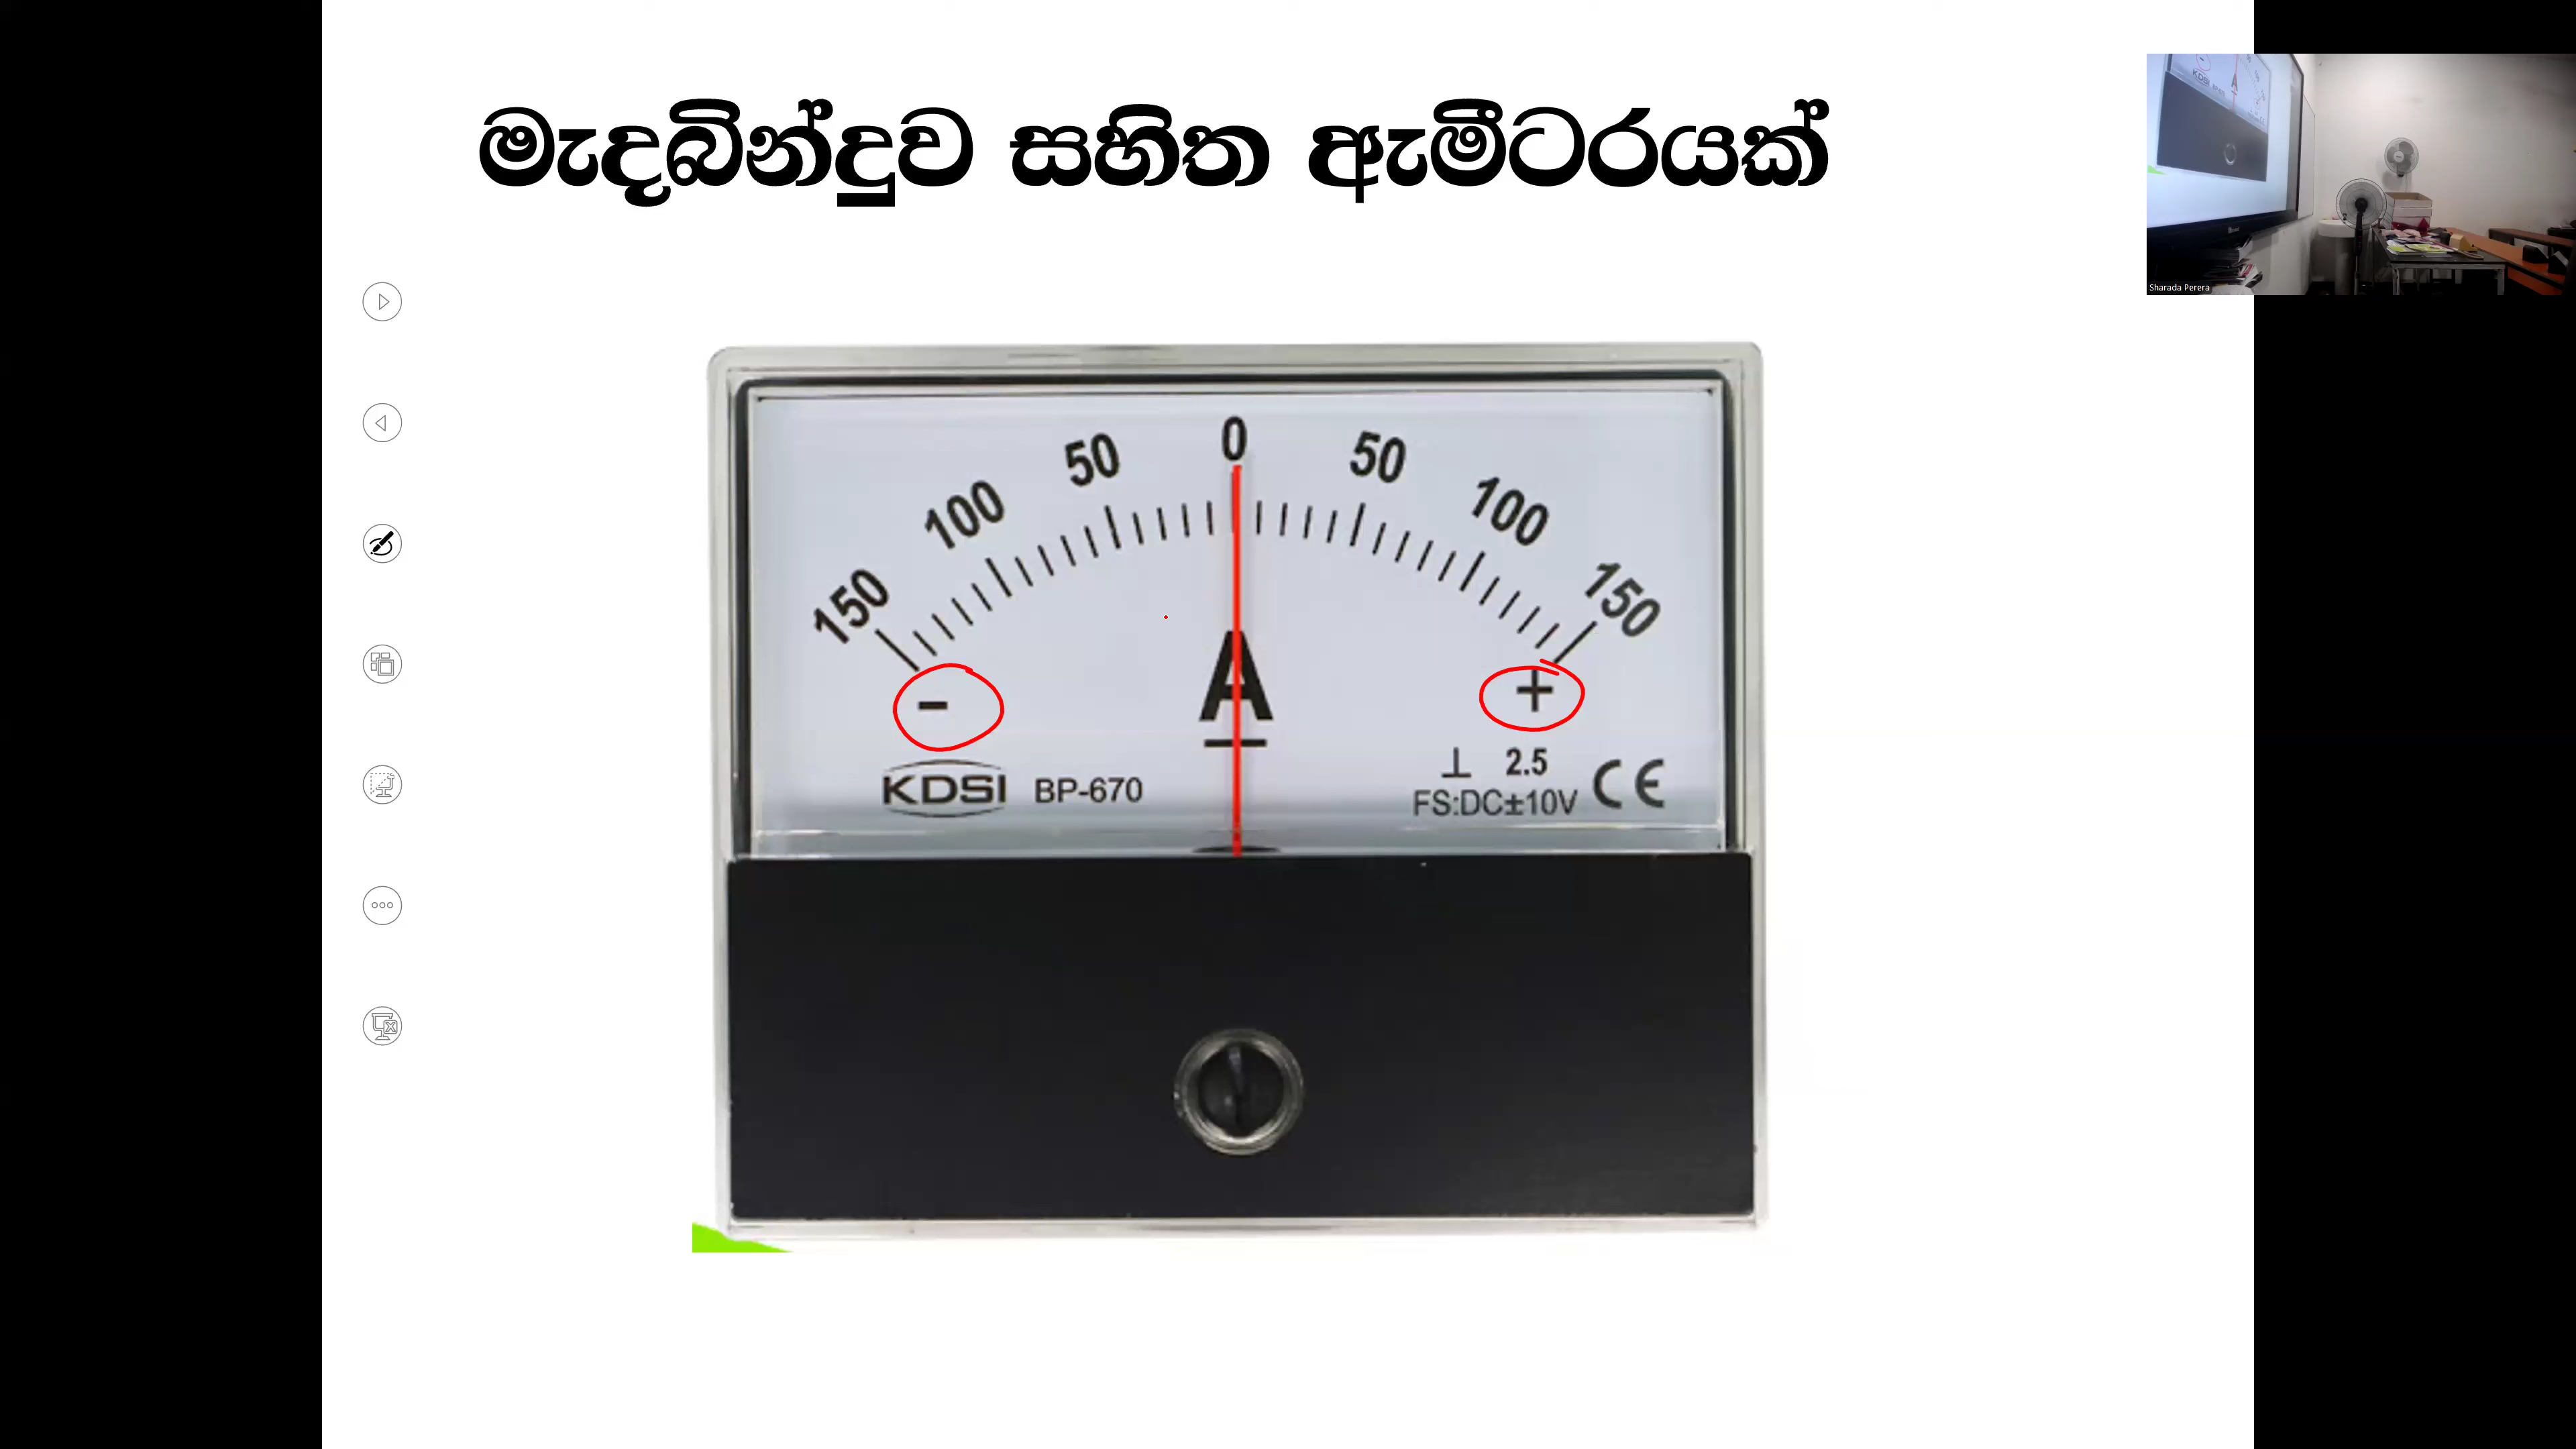 මැදබින්දුව සහිත ඇමීටරයක්
Sharada Perera
150 100 50 0 50 100 150
- A +
KDSI BP-670
⊥ 2.5
FS:DC±10V CE